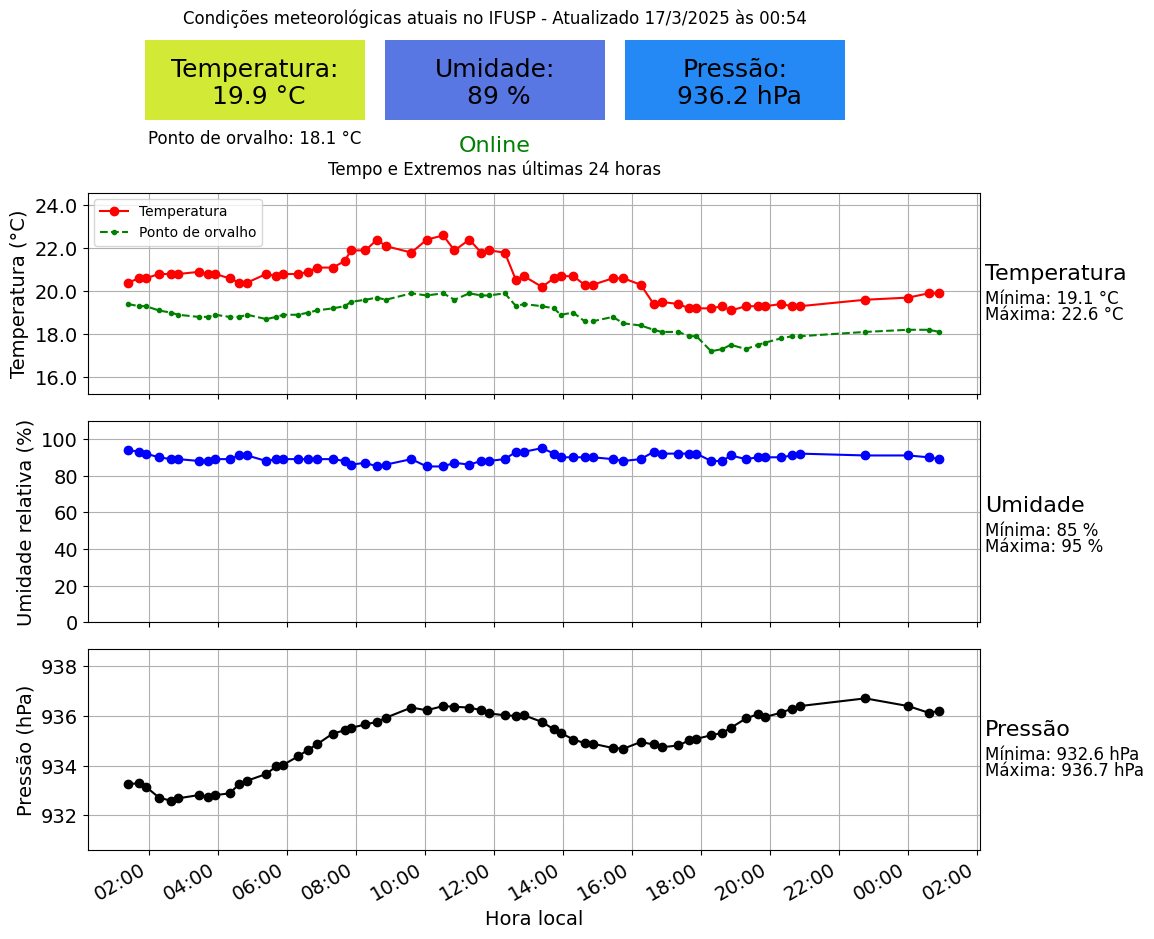 Condições meteorológicas atuais no IFUSP - Atualizado 17/3/2025 às 00:54
Temperatura:
19.9 °C
Umidade:
89 %
Pressão:
936.2 hPa
Ponto de orvalho: 18.1 °C
Online
Tempo e Extremos nas últimas 24 horas
Temperatura (°C)
24.0
22.0
20.0
18.0
16.0
Temperatura
Ponto de orvalho
Temperatura
Mínima: 19.1 °C
Máxima: 22.6 °C
Umidade relativa (%)
100
80
60
40
20
0
Umidade
Mínima: 85 %
Máxima: 95 %
Pressão (hPa)
938
936
934
932
Pressão
Mínima: 932.6 hPa
Máxima: 936.7 hPa
02:00
04:00
06:00
08:00
10:00
12:00
14:00
16:00
18:00
20:00
22:00
00:00
02:00
Hora local